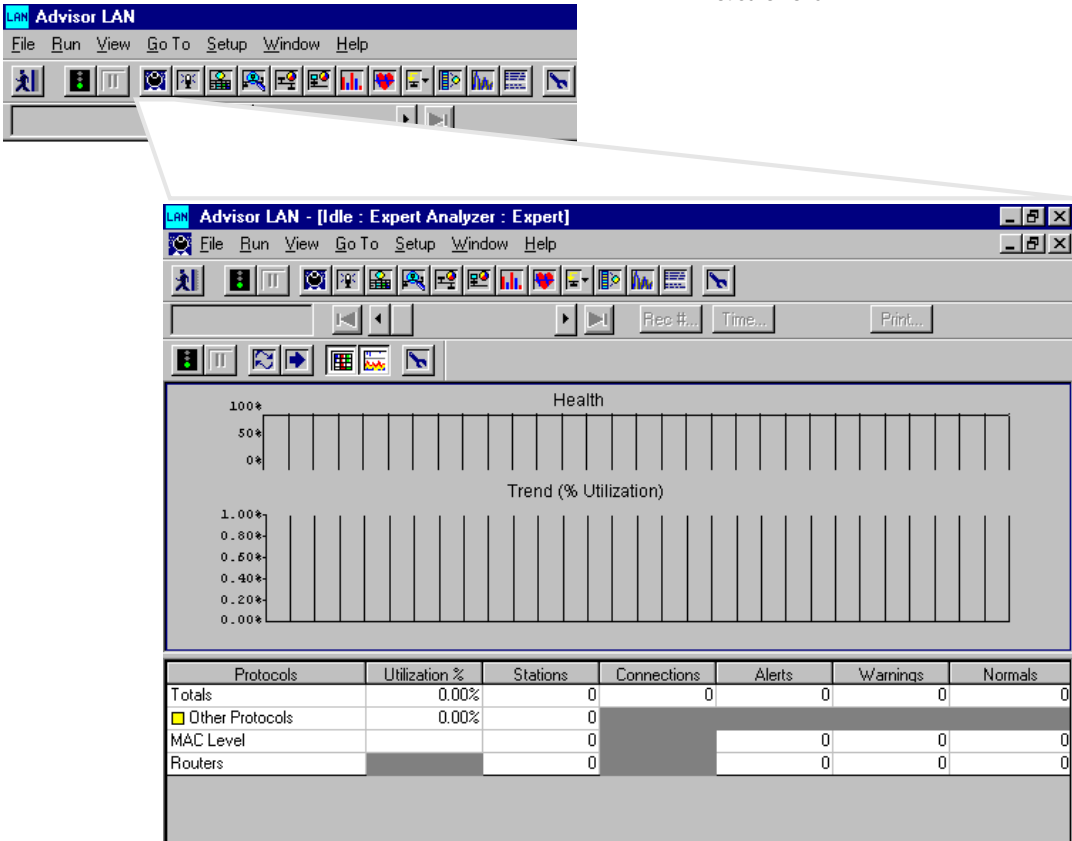 LAN Advisor LAN
File Run View Go To Setup Window Help
LAN Advisor LAN - [Idle : Expert Analyzer : Expert]
File Run View Go To Setup Window Help
Rec #... Time... Print...
Health
100%
50%
0%
Trend (% Utilization)
1.00%
0.80%
0.60%
0.40%
0.20%
0.00%
Protocols Utilization % Stations Connections Alerts Warnings Normals
Totals 0.00% 0 0 0 0 0
Other Protocols 0.00% 0
MAC Level 0 0 0 0
Routers 0 0 0 0